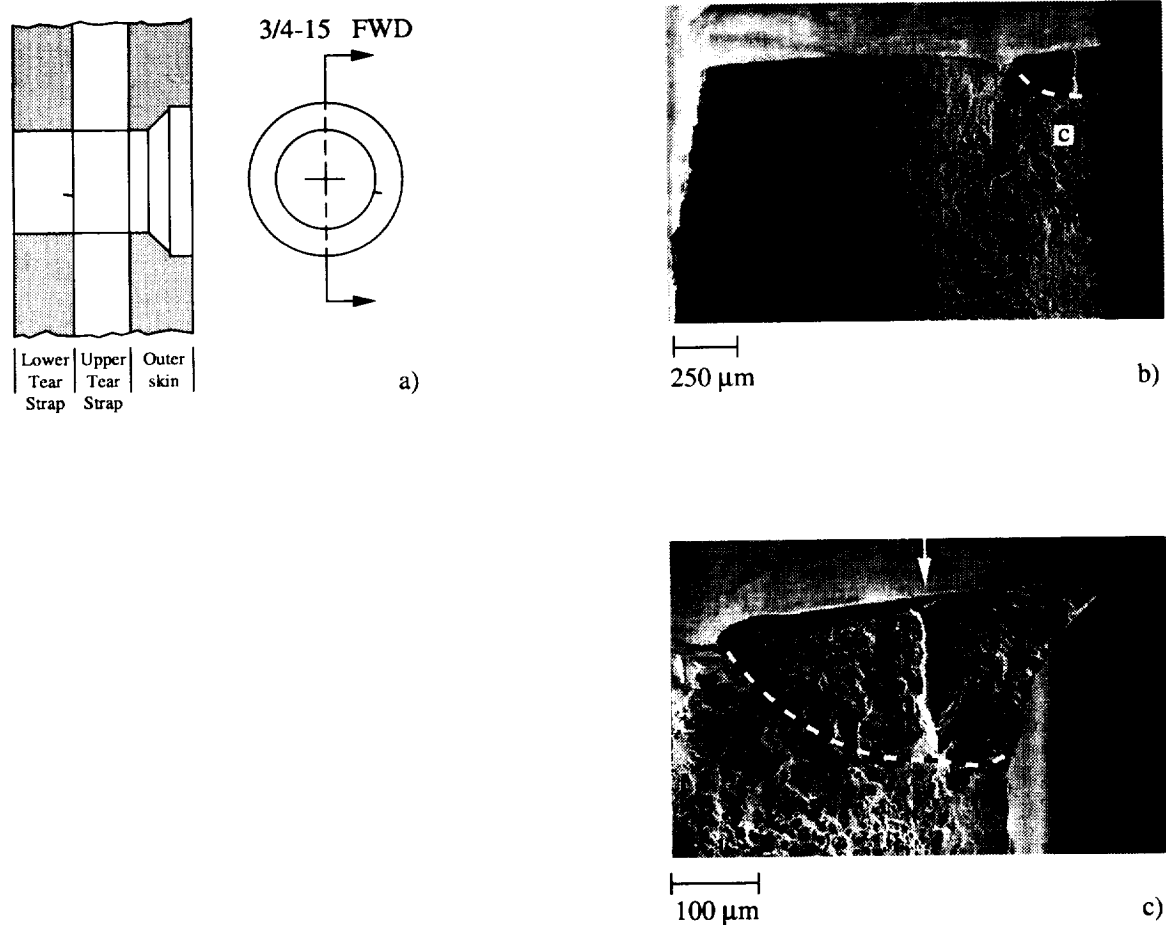 3/4-15 FWD
Lower Tear Strap
Upper Tear Strap
Outer skin
a)
c
250 µm
b)
100 µm
c)